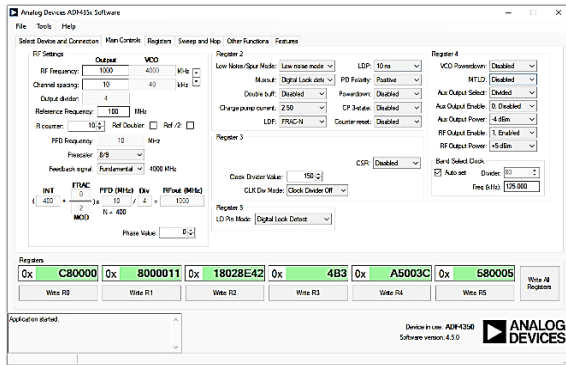 Analog Devices ADF435x Software
File Tools Help
Select Device and Connection Main Controls Registers Sweep and Hop Other Functions Features
RF Settings
Output VCO
RF Frequency: 1000 4000 MHz
Channel spacing: 10 40 kHz
Output divider: 4
Reference Frequency: 100 MHz
R counter: 10 Ref Doubler Ref /2:
PFD Frequency: 10 MHz
Prescaler 8/9
Feedback signal: Fundamental 4000 MHz
INT FRAC PFD (MHz) Div RFout (MHz)
( 400 + 0 ) x 10 / 4 = 1000
2
MOD N = 400
Phase Value: 0
Register 2
Low Noise/Spur Mode: Low noise mode LDP: 10 ns
Muxout: Digital Lock dete PD Polarity: Positive
Double buff: Disabled Powerdown: Disabled
Charge pump current: 2.50 CP 3-state: Disabled
LDF: FRAC-N Counter reset: Disabled
Register 3
CSR: Disabled
Clock Divider Value: 150
CLK Div Mode: Clock Divider Off
Register 5
LD Pin Mode: Digital Lock Detect
Register 4
VCO Powerdown: Disabled
MTLD: Disabled
Aux Output Select: Divided
Aux Output Enable: 0. Disabled
Aux Output Power: -4 dBm
RF Output Enable: 1. Enabled
RF Output Power: +5 dBm
Band Select Clock
Auto set Divider: 80
Freq (kHz): 125.000
Registers
0x C80000 0x 8000011 0x 18028E42 0x 4B3 0x A5003C 0x 580005
Write R0 Write R1 Write R2 Write R3 Write R4 Write R5 Write All Registers
Application started.
Device in use: ADF4350
Software version: 4.5.0
ANALOG
DEVICES